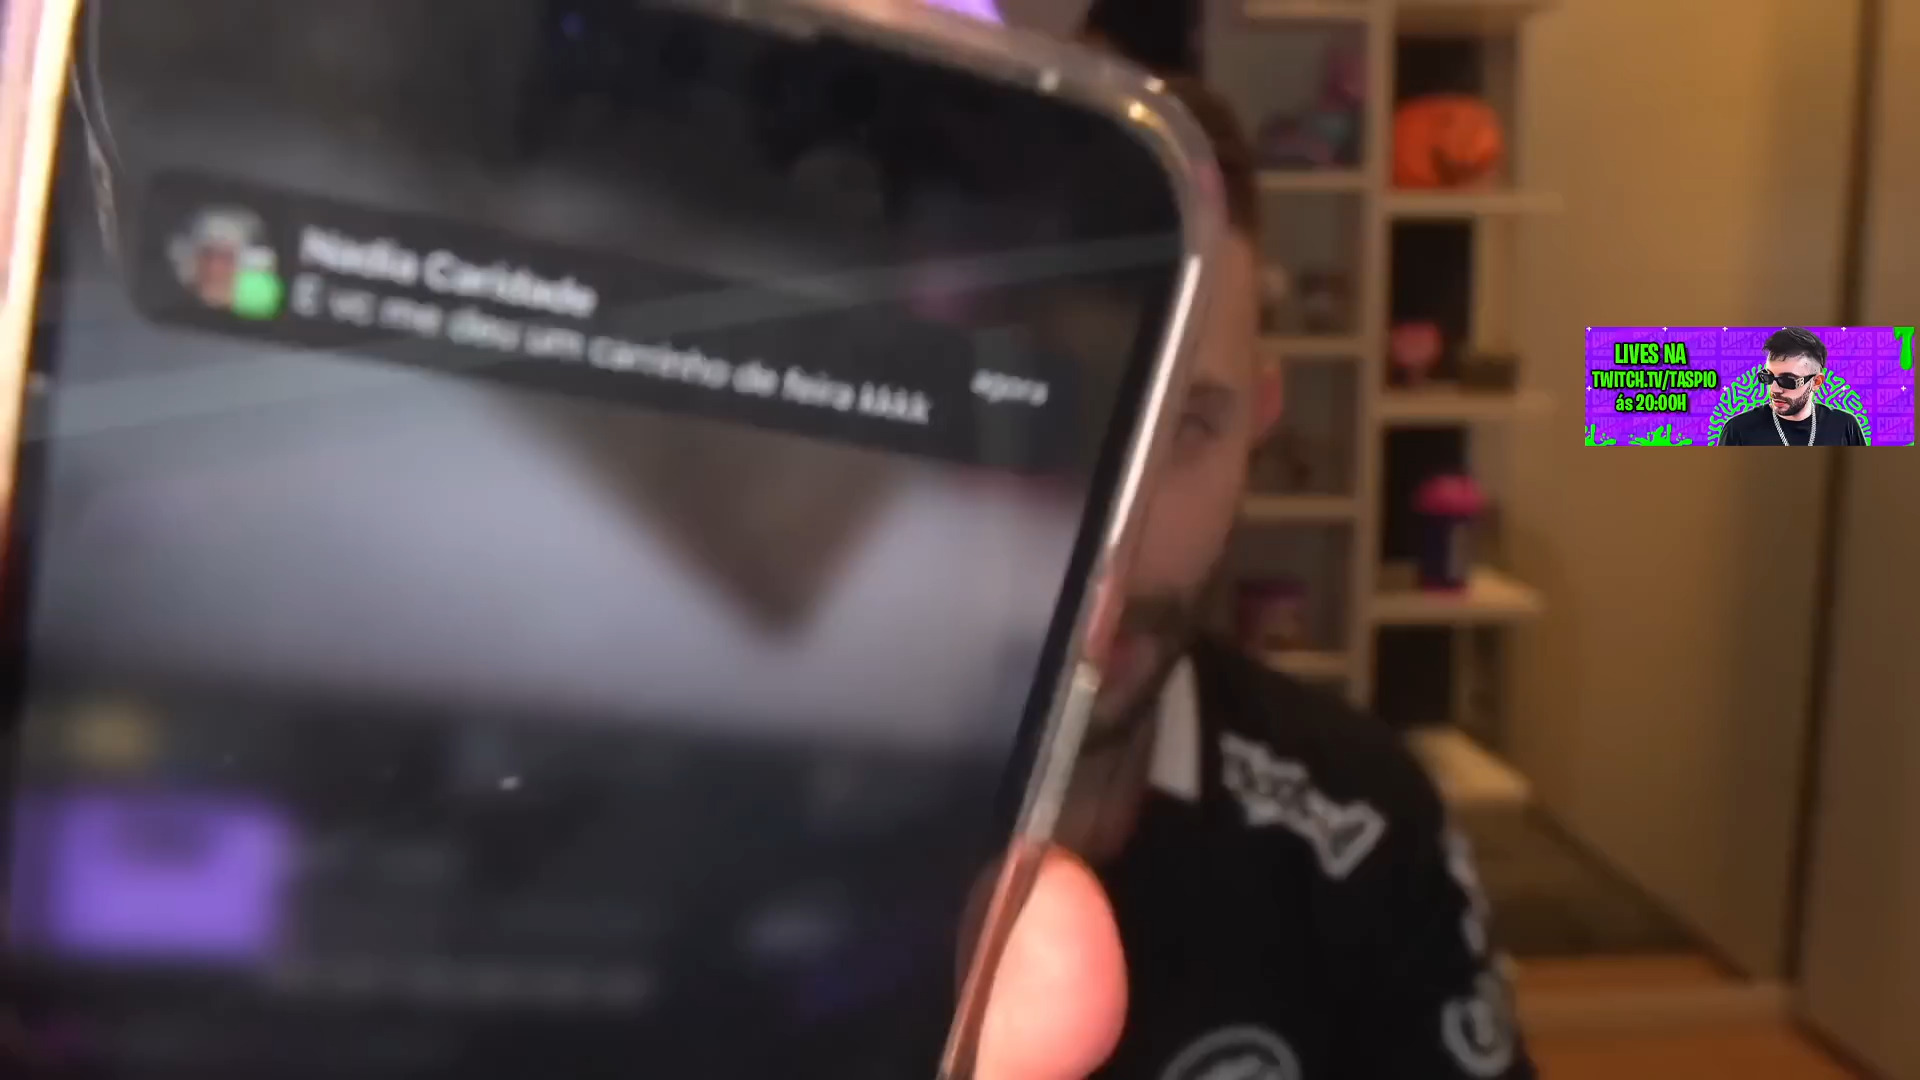 Nadia Caridade
E vc me deu um carrinho de feira kkkk
agora
LIVES NA
TWITCH.TV/TASPIO
ás 20:00H